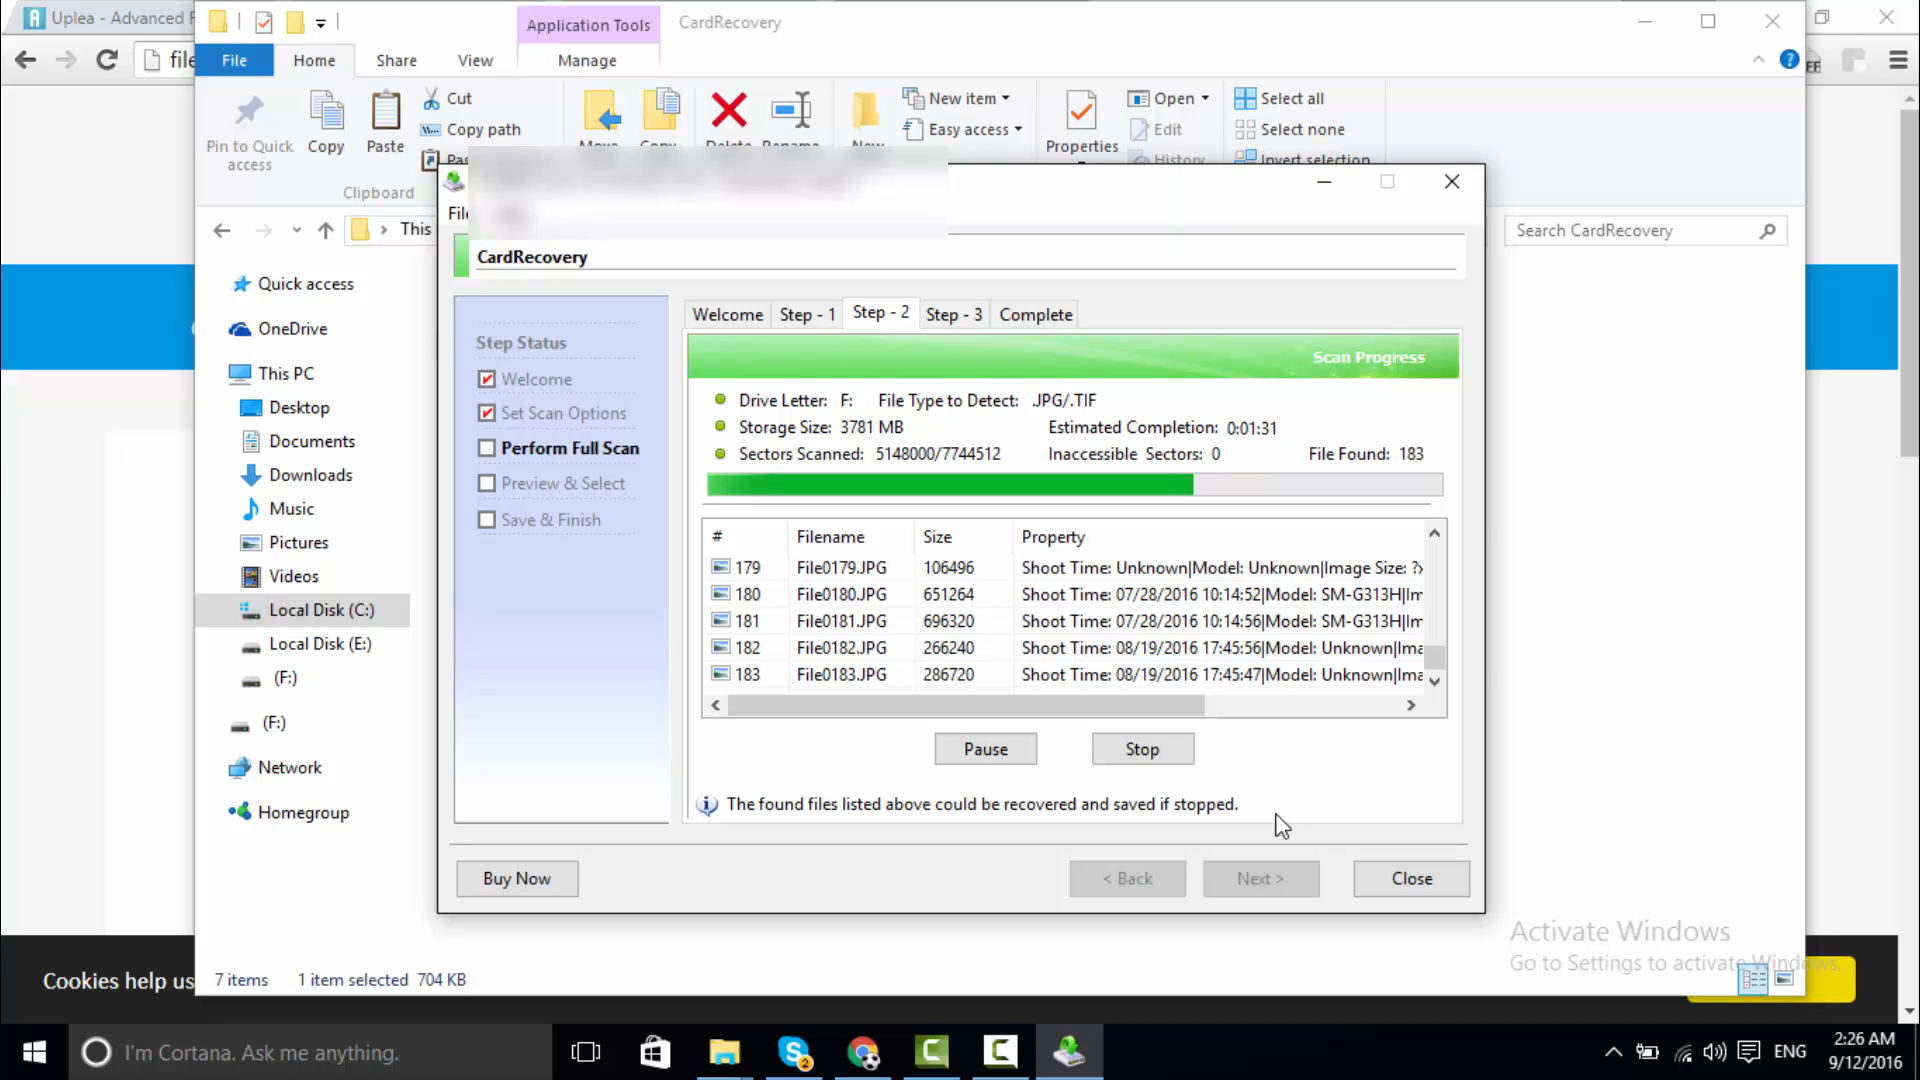 Uplea - Advanced F
Application Tools
CardRecovery
file
File
Home
Share
View
Manage
Pin to Quick access
Copy
Paste
Cut
Copy path
Move
Copy
Delete
Rename
New
New item
Easy access
Properties
Open
Edit
History
Select all
Select none
Invert selection
Clipboard
This
Search CardRecovery
Quick access
OneDrive
This PC
Desktop
Documents
Downloads
Music
Pictures
Videos
Local Disk (C:)
Local Disk (E:)
(F:)
(F:)
Network
Homegroup
CardRecovery
Step Status
Welcome
Set Scan Options
Perform Full Scan
Preview & Select
Save & Finish
Welcome Step - 1 Step - 2 Step - 3 Complete
Scan Progress
Drive Letter: F: File Type to Detect: .JPG/.TIF
Storage Size: 3781 MB Estimated Completion: 0:01:31
Sectors Scanned: 5148000/7744512 Inaccessible Sectors: 0 File Found: 183
# Filename Size Property
179 File0179.JPG 106496 Shoot Time: Unknown|Model: Unknown|Image Size: ?x
180 File0180.JPG 651264 Shoot Time: 07/28/2016 10:14:52|Model: SM-G313H|Im
181 File0181.JPG 696320 Shoot Time: 07/28/2016 10:14:56|Model: SM-G313H|Im
182 File0182.JPG 266240 Shoot Time: 08/19/2016 17:45:56|Model: Unknown|Ima
183 File0183.JPG 286720 Shoot Time: 08/19/2016 17:45:47|Model: Unknown|Ima
Pause Stop
The found files listed above could be recovered and saved if stopped.
Buy Now < Back Next > Close
Activate Windows
Go to Settings to activate Windows.
Cookies help us
7 items 1 item selected 704 KB
I'm Cortana. Ask me anything.
2
ENG
2:26 AM
9/12/2016